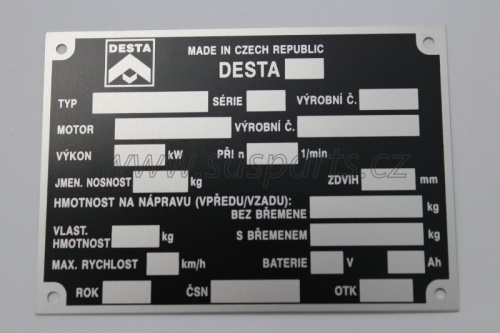 DESTA
MADE IN CZECH REPUBLIC
DESTA
TYP SÉRIE VÝROBNÍ Č.
MOTOR VÝROBNÍ Č.
VÝKON kW PŘI n 1/min
www.sdsparts.cz
JMEN. NOSNOST kg ZDVIH mm
HMOTNOST NA NÁPRAVU (VPŘEDU/VZADU):
BEZ BŘEMENE kg
VLAST. HMOTNOST kg S BŘEMENEM kg
MAX. RYCHLOST km/h BATERIE V Ah
ROK ČSN OTK